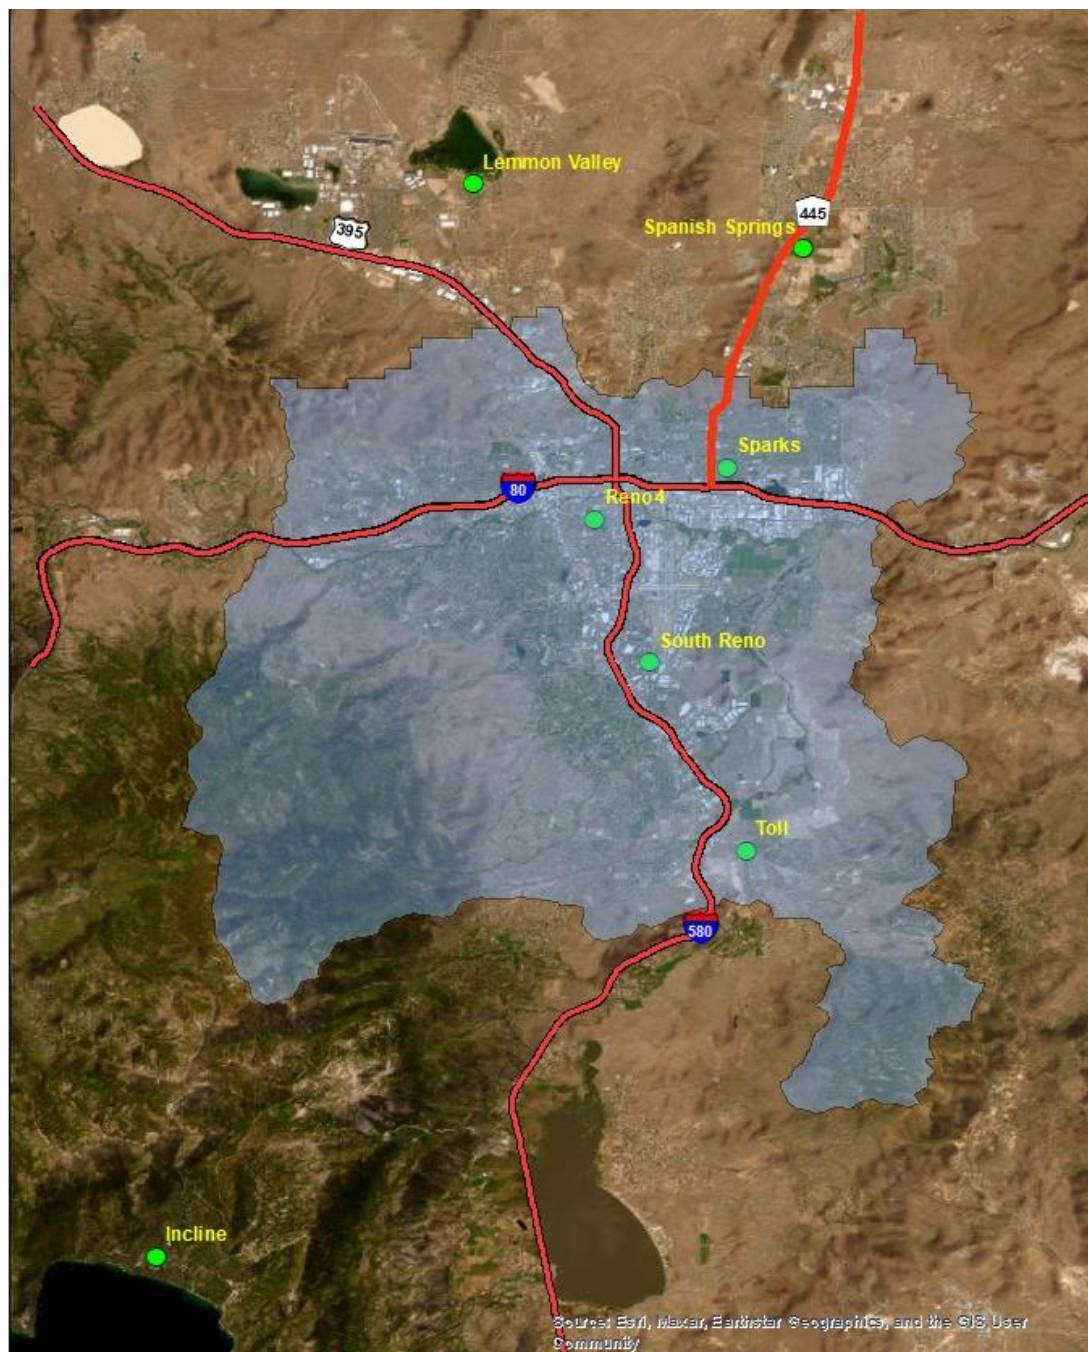 Lemmon Valley
445
Spanish Springs
395
Sparks
80
Reno4
South Reno
Toll
580
Incline
Source: Esri, Maxar, Earthstar Geographics, and the GIS User
Community